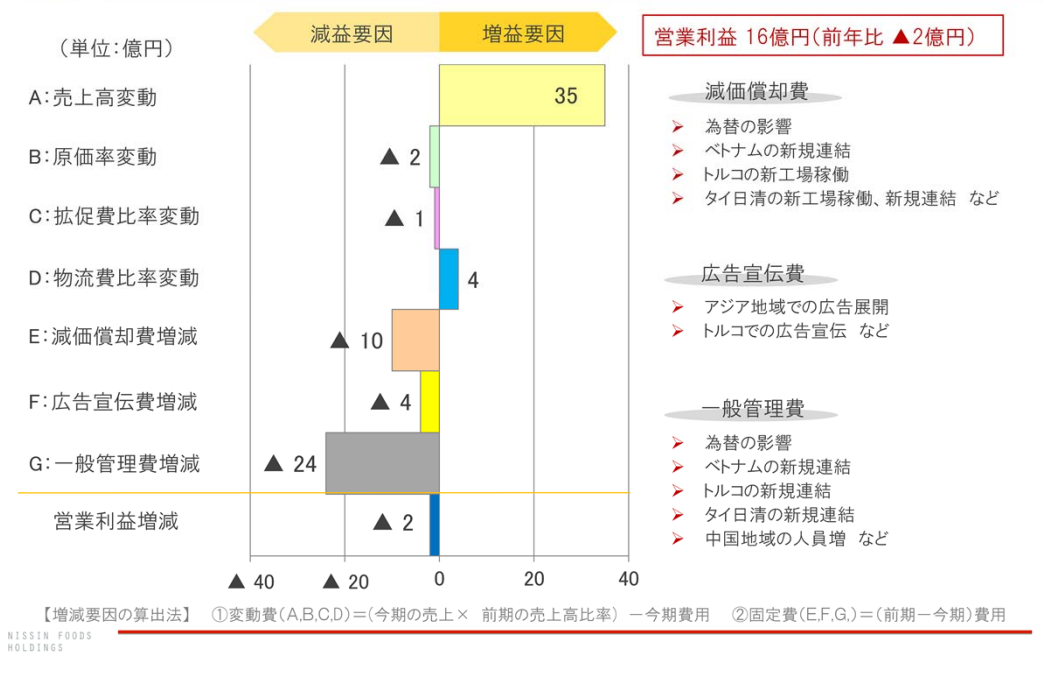 減益要因 増益要因
営業利益 16億円(前年比 ▲2億円)
(単位:億円)
A:売上高変動 35
B:原価率変動 ▲ 2
C:拡促費比率変動 ▲ 1
D:物流費比率変動 4
E:減価償却費増減 ▲ 10
F:広告宣伝費増減 ▲ 4
G:一般管理費増減 ▲ 24
営業利益増減 ▲ 2
▲ 40 ▲ 20 0 20 40
減価償却費
為替の影響
ベトナムの新規連結
トルコの新工場稼働
タイ日清の新工場稼働、新規連結 など
広告宣伝費
アジア地域での広告展開
トルコでの広告宣伝 など
一般管理費
為替の影響
ベトナムの新規連結
トルコの新規連結
タイ日清の新規連結
中国地域の人員増 など
【増減要因の算出法】 ①変動費(A,B,C,D)=(今期の売上× 前期の売上高比率) ー今期費用 ②固定費(E,F,G,)=(前期ー今期)費用
NISSIN FOODS
HOLDINGS